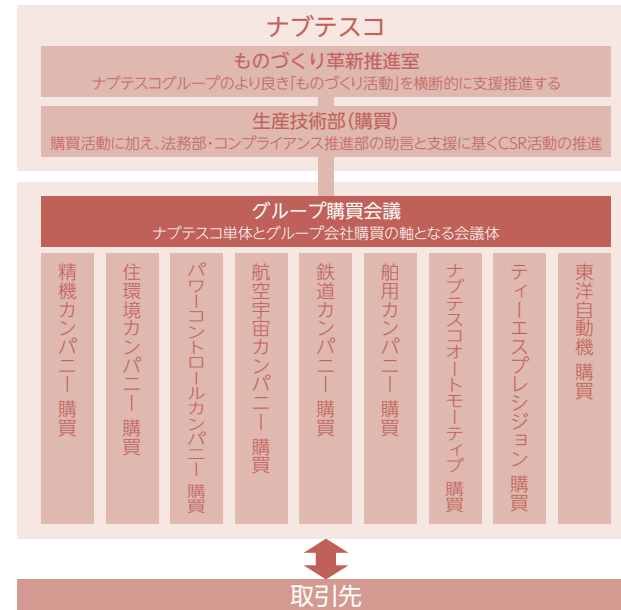 ナブテスコ
ものづくり革新推進室
ナブテスコグループのより良き「ものづくり活動」を横断的に支援推進する
生産技術部(購買)
購買活動に加え、法務部・コンプライアンス推進部の助言と支援に基くCSR活動の推進
グループ購買会議
ナブテスコ単体とグループ会社購買の軸となる会議体
精機カンパニー 購買
住環境カンパニー 購買
パワーコントロールカンパニー 購買
航空宇宙カンパニー 購買
鉄道カンパニー 購買
舶用カンパニー 購買
ナブテスコオートモーティブ 購買
ティーエスプレシジョン 購買
東洋自動機 購買
取引先